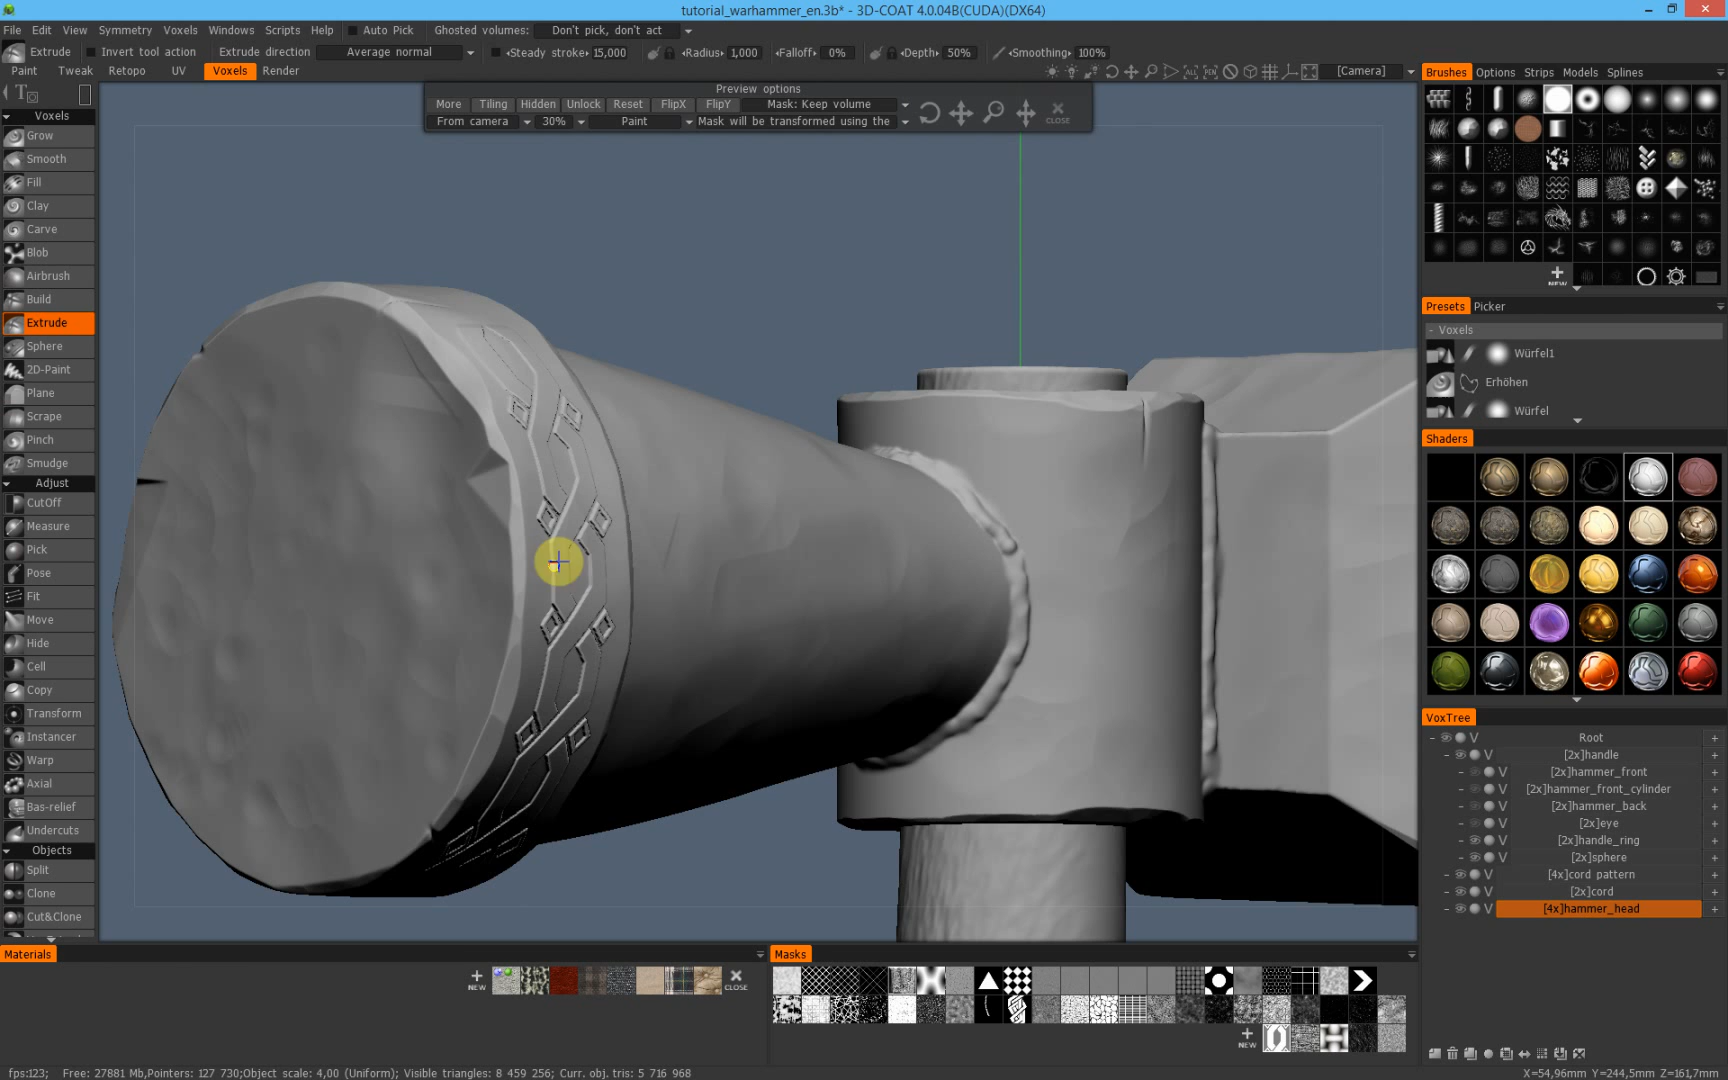 tutorial_warhammer_en.3b* - 3D-COAT 4.0.04B(CUDA)(DX64)
File Edit View Symmetry Voxels Windows Scripts Help Auto Pick Ghosted volumes: Don't pick, don't act
Extrude Invert tool action Extrude direction Average normal Steady stroke 15,000 Radius 1,000 Falloff 0% Depth 50% Smoothing 100%
Paint Tweak Retopo UV Voxels Render [Camera]
Preview options
More Tiling Hidden Unlock Reset FlipX FlipY Mask: Keep volume
From camera 30% Paint Mask will be transformed using the
CLOSE
Voxels
Grow
Smooth
Fill
Clay
Carve
Blob
Airbrush
Build
Extrude
Sphere
2D-Paint
Plane
Scrape
Pinch
Smudge
Adjust
CutOff
Measure
Pick
Pose
Fit
Move
Hide
Cell
Copy
Transform
Instancer
Warp
Axial
Bas-relief
Undercuts
Objects
Split
Clone
Cut&Clone
Brushes Options Strips Models Splines
NEW
Presets Picker
- Voxels
Würfel1
Erhöhen
Würfel
Shaders
VoxTree
Root
[2x]handle
[2x]hammer_front
[2x]hammer_front_cylinder
[2x]hammer_back
[2x]eye
[2x]handle_ring
[2x]sphere
[4x]cord pattern
[2x]cord
[4x]hammer_head
Materials
NEW
CLOSE
Masks
NEW
fps:123; Free: 27881 Mb,Pointers: 127 730;Object scale: 4,00 (Uniform); Visible triangles: 8 459 256; Curr. obj. tris: 5 716 968
X=54,96mm Y=244,5mm Z=161,7mm